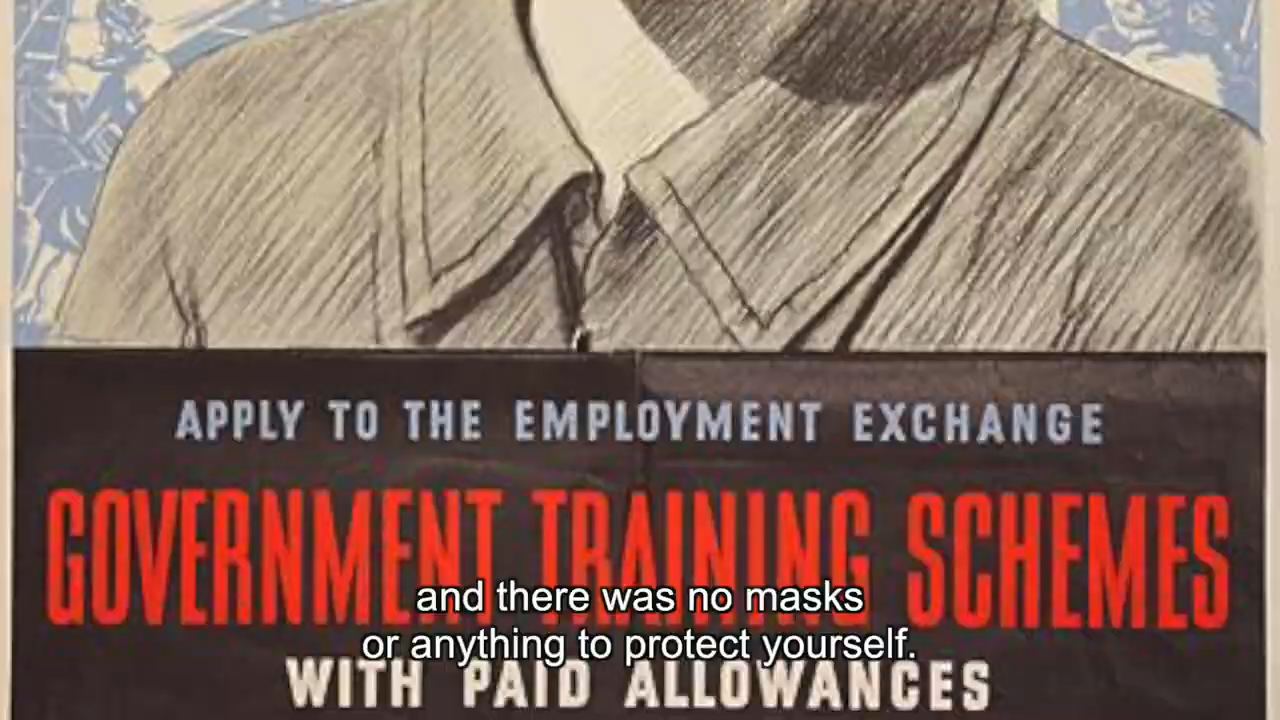 APPLY TO THE EMPLOYMENT EXCHANGE
GOVERNMENT TRAINING SCHEMES
and there was no masks
or anything to protect yourself.
WITH PAID ALLOWANCES